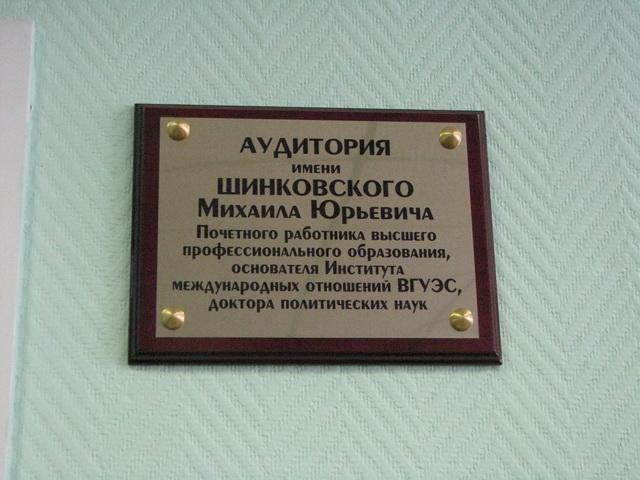 АУДИТОРИЯ
ИМЕНИ
ШИНКОВСКОГО
МИХАИЛА ЮРЬЕВИЧА
ПОЧЕТНОГО РАБОТНИКА ВЫСШЕГО
ПРОФЕССИОНАЛЬНОГО ОБРАЗОВАНИЯ,
ОСНОВАТЕЛЯ ИНСТИТУТА
МЕЖДУНАРОДНЫХ ОТНОШЕНИЙ ВГУЭС,
ДОКТОРА ПОЛИТИЧЕСКИХ НАУК